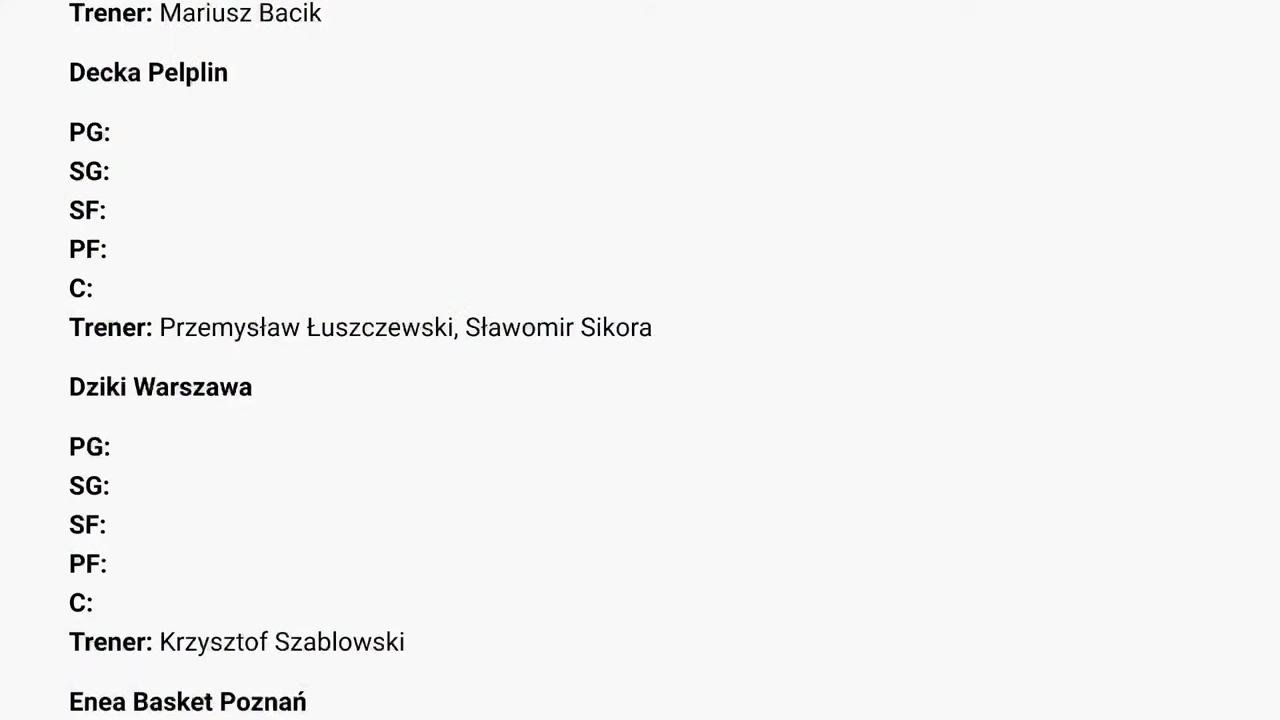 Trener: Mariusz Bacik
Decka Pelplin
PG:
SG:
SF:
PF:
C:
Trener: Przemysław Łuszczewski, Sławomir Sikora
Dziki Warszawa
PG:
SG:
SF:
PF:
C:
Trener: Krzysztof Szablowski
Enea Basket Poznań